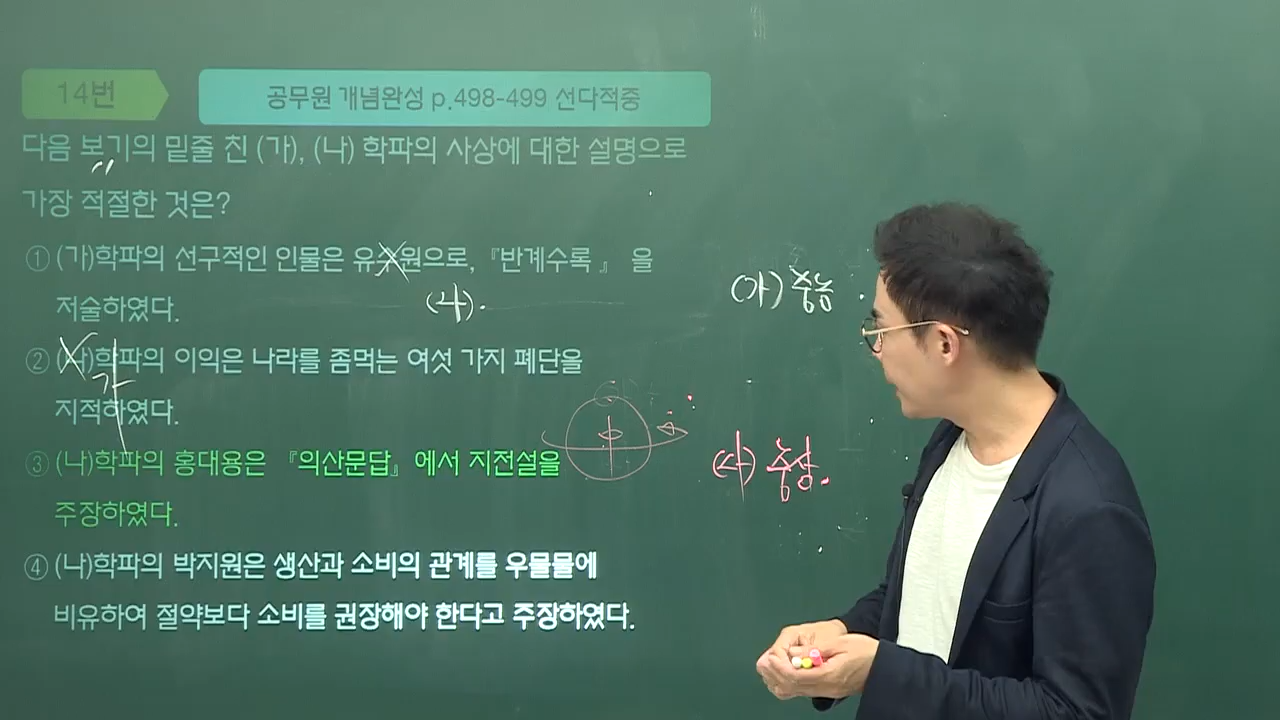 14번
공무원 개념완성 p.498-499 선다적중
다음 보기의 밑줄 친 (가), (나) 학파의 사상에 대한 설명으로
가장 적절한 것은?
① (가)학파의 선구적인 인물은 유수원으로, 『반계수록』 을
저술하였다.
(나).
② (나)학파의 이익은 나라를 좀먹는 여섯 가지 폐단을
가
지적하였다.
③ (나)학파의 홍대용은 『의산문답』에서 지전설을
주장하였다.
④ (나)학파의 박지원은 생산과 소비의 관계를 우물물에
비유하여 절약보다 소비를 권장해야 한다고 주장하였다.
(가) 중농
(나) 중상.